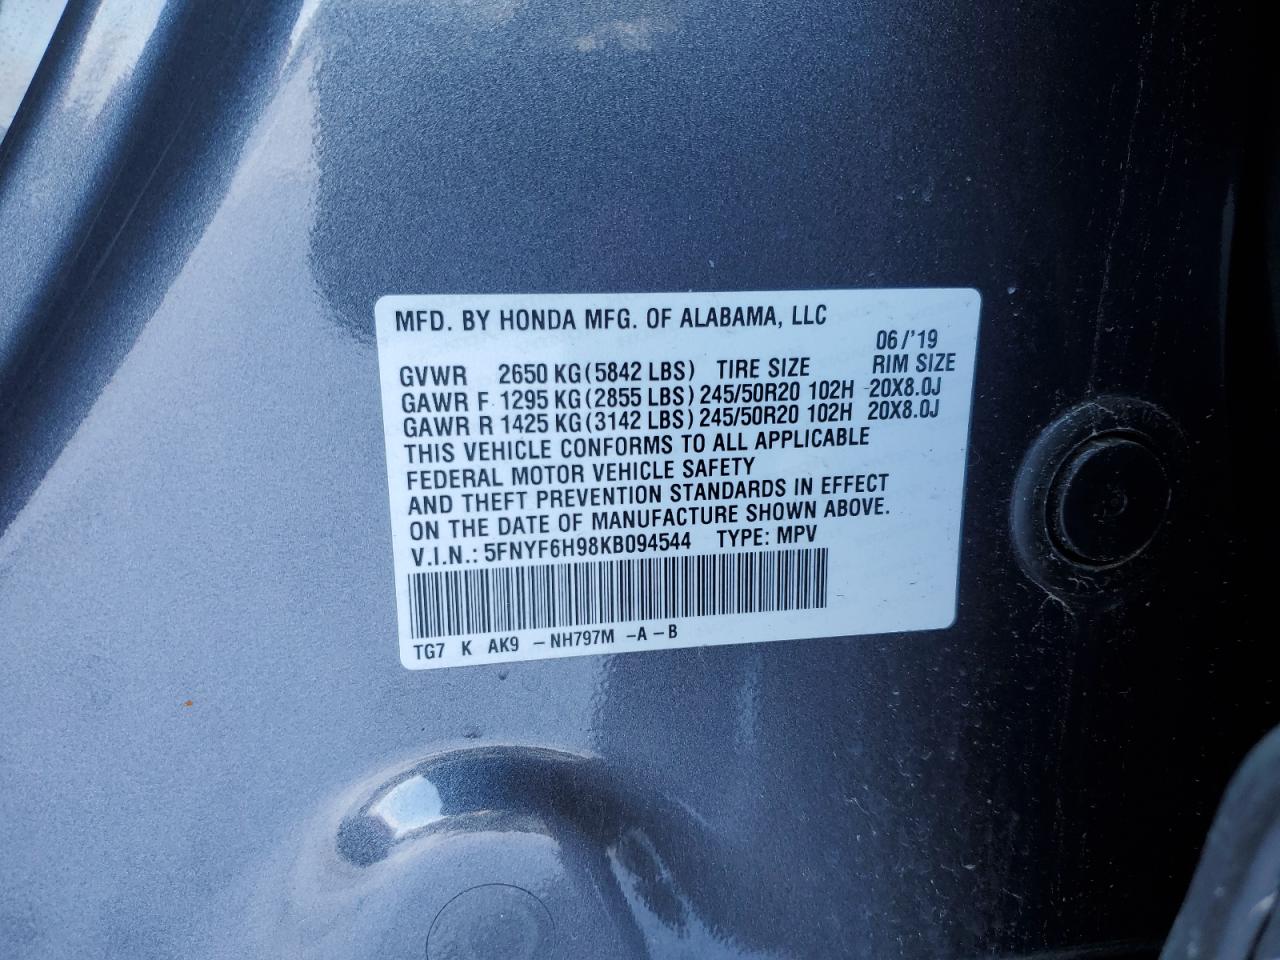 MFD. BY HONDA MFG. OF ALABAMA, LLC
06/'19
GVWR 2650 KG (5842 LBS) TIRE SIZE RIM SIZE
GAWR F 1295 KG (2855 LBS) 245/50R20 102H 20X8.0J
GAWR R 1425 KG (3142 LBS) 245/50R20 102H 20X8.0J
THIS VEHICLE CONFORMS TO ALL APPLICABLE
FEDERAL MOTOR VEHICLE SAFETY
AND THEFT PREVENTION STANDARDS IN EFFECT
ON THE DATE OF MANUFACTURE SHOWN ABOVE.
V.I.N.: 5FNYF6H98KB094544 TYPE: MPV
TG7 K AK9 -NH797M -A-B